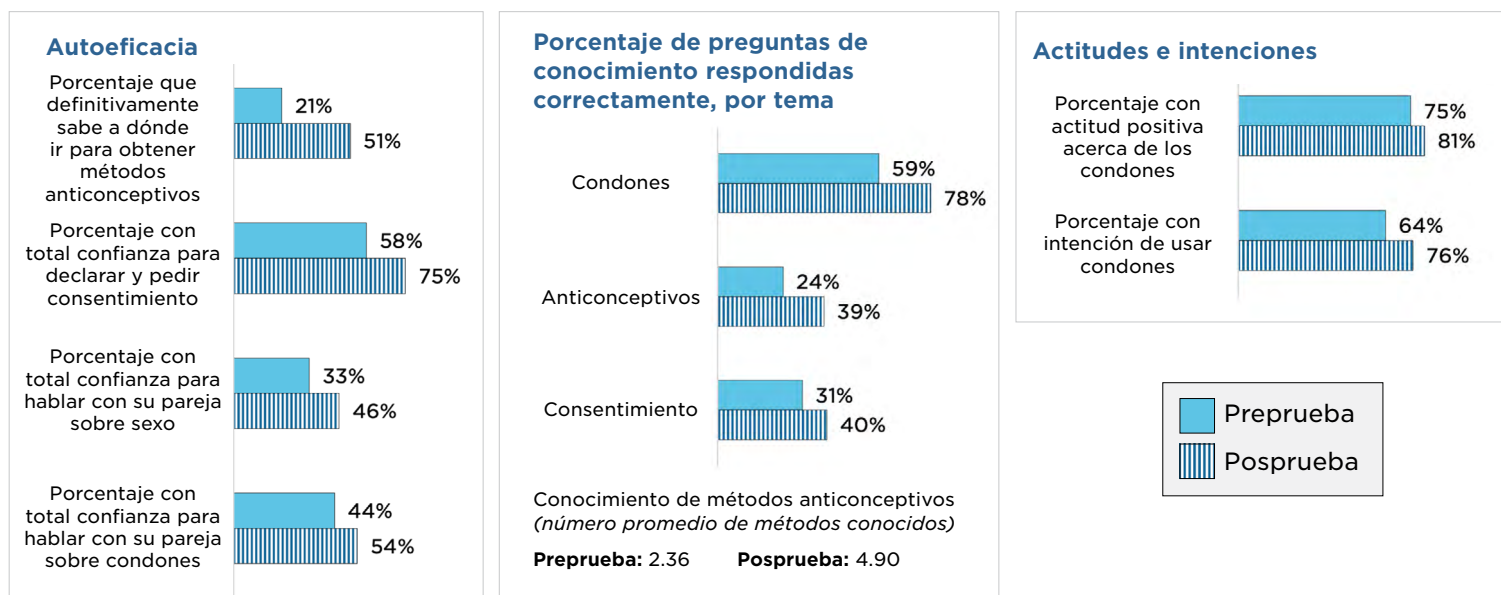 Autoeficacia
Porcentaje que
definitivamente
sabe a dónde
ir para obtener
métodos
anticonceptivos
21%
51%
Porcentaje con
total confianza para
declarar y pedir
consentimiento
58%
75%
Porcentaje con
total confianza para
hablar con su pareja
sobre sexo
33%
46%
Porcentaje con
total confianza para
hablar con su pareja
sobre condones
44%
54%
Porcentaje de preguntas de
conocimiento respondidas
correctamente, por tema
Condones
59%
78%
Anticonceptivos
24%
39%
Consentimiento
31%
40%
Conocimiento de métodos anticonceptivos
(número promedio de métodos conocidos)
Preprueba: 2.36 Posprueba: 4.90
Actitudes e intenciones
Porcentaje con
actitud positiva
acerca de los
condones
75%
81%
Porcentaje con
intención de usar
condones
64%
76%
Preprueba
Posprueba